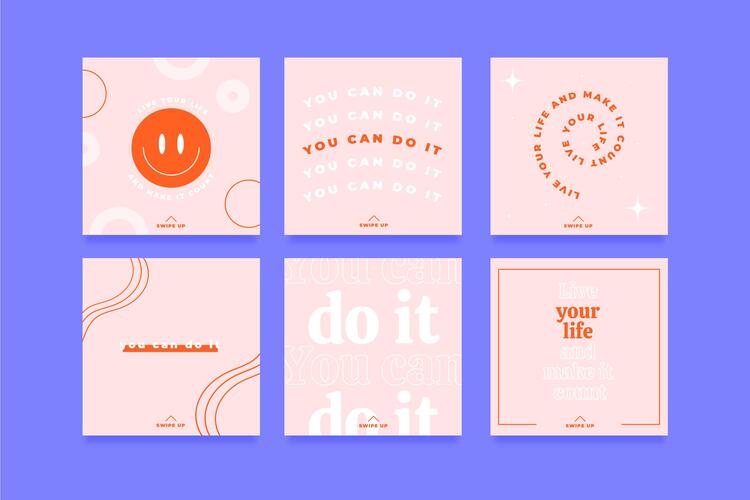 LIVE YOUR LIFE
AND MAKE IT COUNT
SWIPE UP
YOU CAN DO IT
YOU CAN DO IT
YOU CAN DO IT
YOU CAN DO IT
YOU CAN DO IT
SWIPE UP
LIVE YOUR LIFE AND MAKE IT COUNT LIVE YOUR LIFE
SWIPE UP
you can do it
SWIPE UP
You can
do it
You can
do it
SWIPE UP
Live
your
life
and
make it
count
SWIPE UP